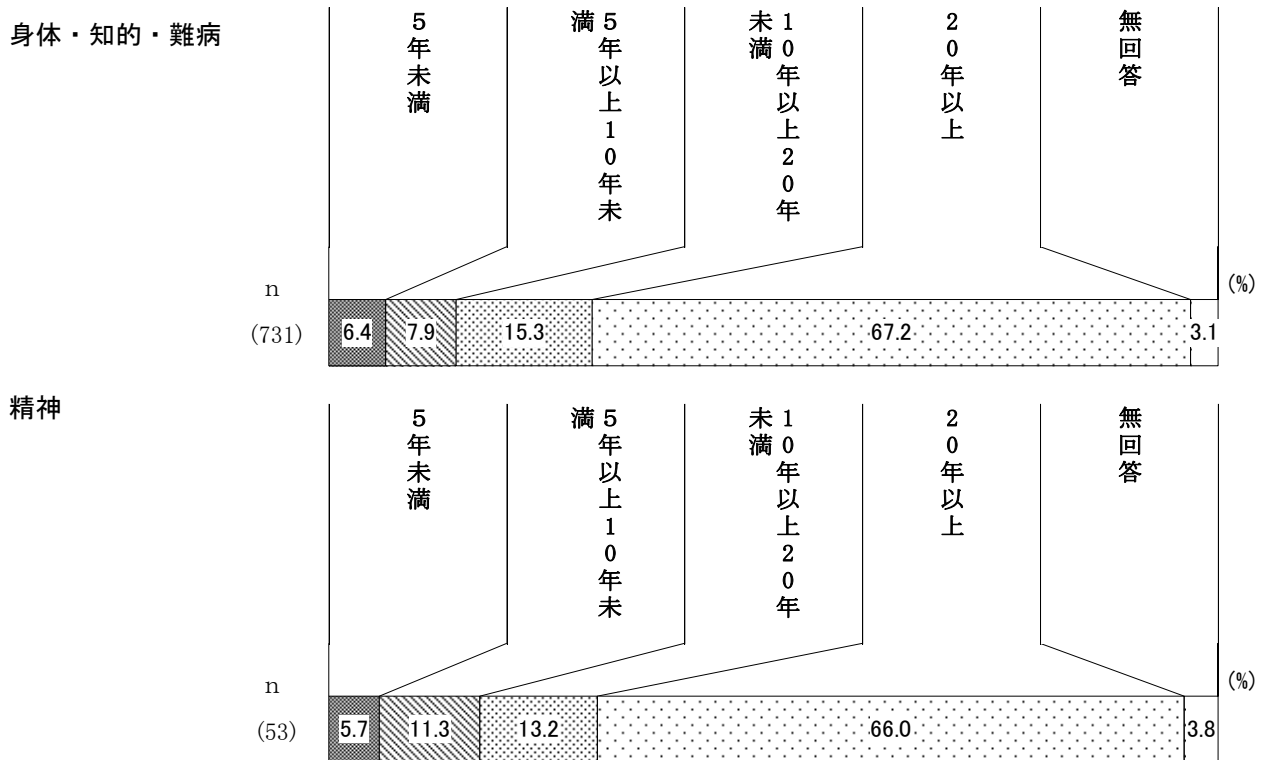 身体・知的・難病
5年未満
5年以上10年未
満
10年以上20年
未満
20年以上
無回答
(%)
n
(731)
6.4
7.9
15.3
67.2
3.1
精神
5年未満
5年以上10年未
満
10年以上20年
未満
20年以上
無回答
(%)
n
(53)
5.7
11.3
13.2
66.0
3.8